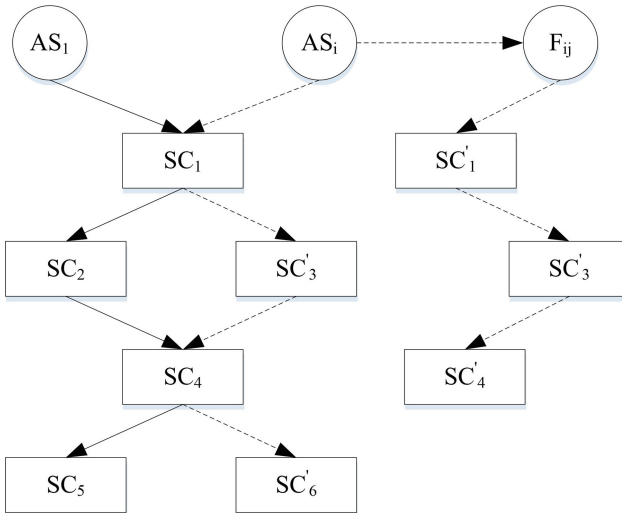 AS₁ ASᵢ Fᵢⱼ
SC₁ SC'₁
SC₂ SC'₃ SC'₃
SC₄ SC'₄
SC₅ SC'₆